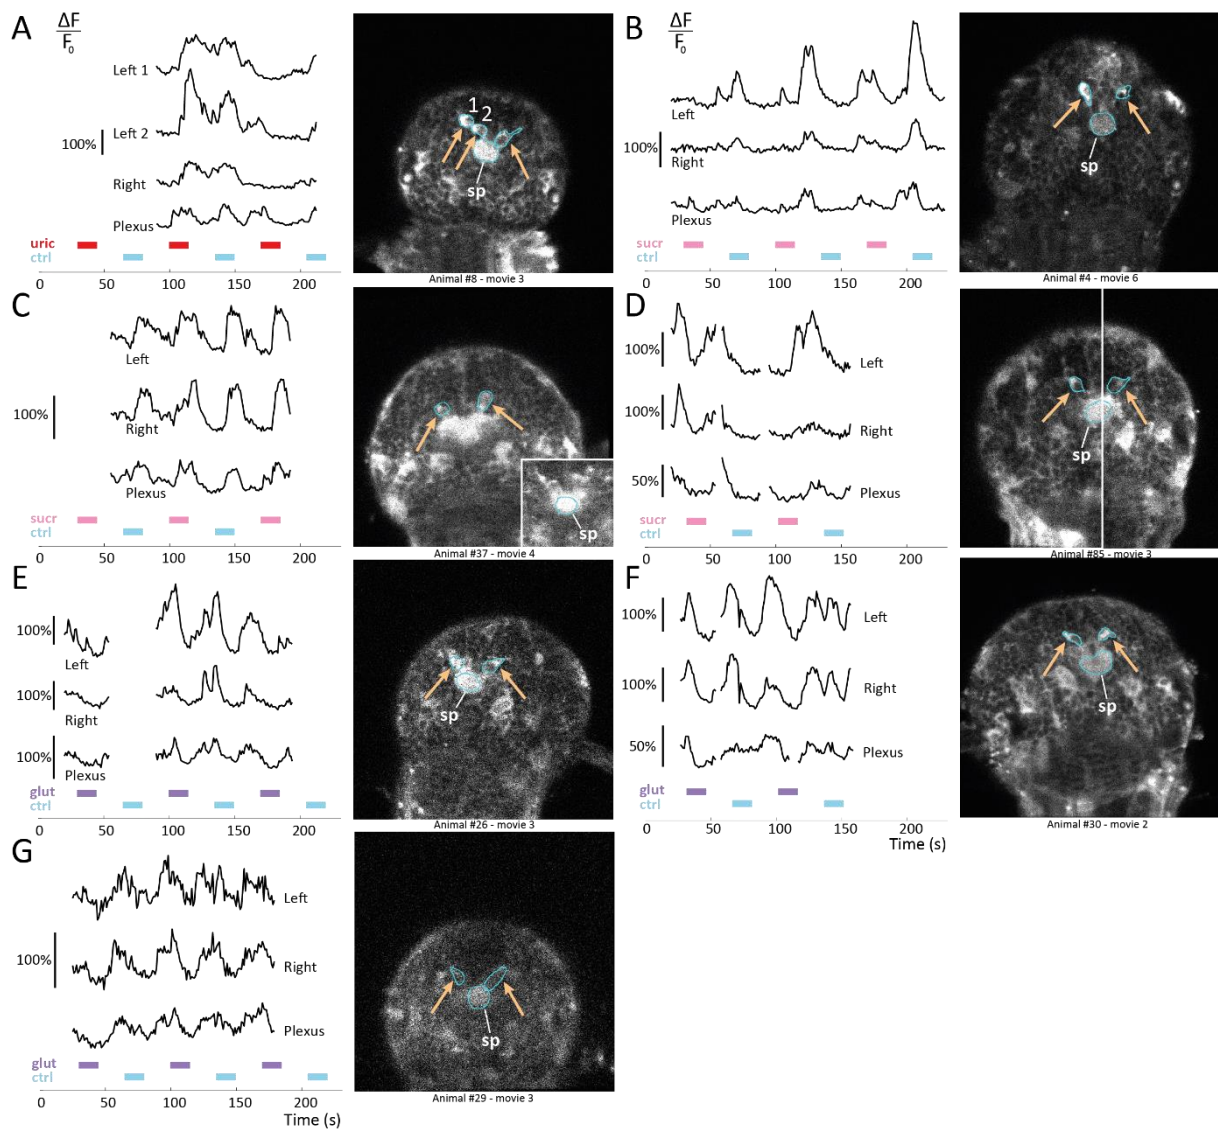 A
ΔF
F0
Left 1
Left 2
100%
Right
Plexus
uric
ctrl
0 50 100 150 200
1 2
sp
Animal #8 - movie 3
B
ΔF
F0
Left
100%
Right
Plexus
sucr
ctrl
0 50 100 150 200
sp
Animal #4 - movie 6
C
Left
100%
Right
Plexus
sucr
ctrl
0 50 100 150 200
sp
Animal #37 - movie 4
D
100%
Left
100%
Right
50%
Plexus
sucr
ctrl
0 50 100 150 200
sp
Animal #85 - movie 3
E
100%
Left
100%
Right
100%
Plexus
glut
ctrl
0 50 100 150 200
sp
Animal #26 - movie 3
F
100%
Left
100%
Right
50%
Plexus
glut
ctrl
0 50 100 150 200
Time (s)
sp
Animal #30 - movie 2
G
Left
100%
Right
Plexus
glut
ctrl
0 50 100 150 200
Time (s)
sp
Animal #29 - movie 3